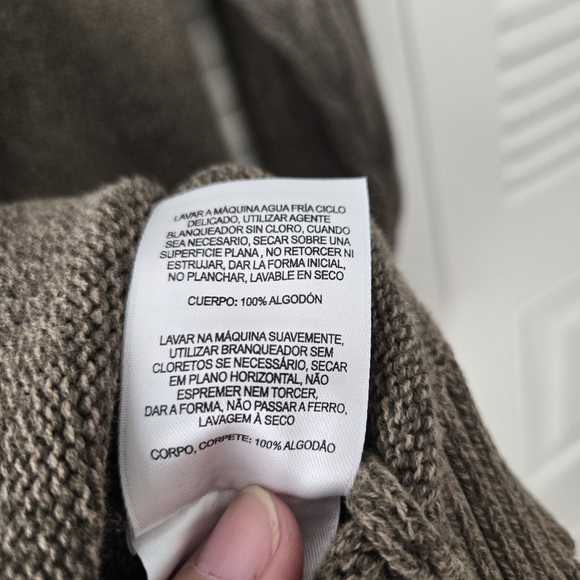 LAVAR A MÁQUINA AGUA FRÍA CICLO
DELICADO, UTILIZAR AGENTE
BLANQUEADOR SIN CLORO, CUANDO
SEA NECESARIO, SECAR SOBRE UNA
SUPERFICIE PLANA , NO RETORCER NI
ESTRUJAR, DAR LA FORMA INICIAL,
NO PLANCHAR, LAVABLE EN SECO
CUERPO: 100% ALGODÓN
LAVAR NA MÁQUINA SUAVEMENTE,
UTILIZAR BRANQUEADOR SEM
CLORETOS SE NECESSÁRIO, SECAR
EM PLANO HORIZONTAL, NÃO
ESPREMER NEM TORCER,
DAR A FORMA, NÃO PASSAR A FERRO,
LAVAGEM À SECO
CORPO, CORPETE: 100% ALGODÃO